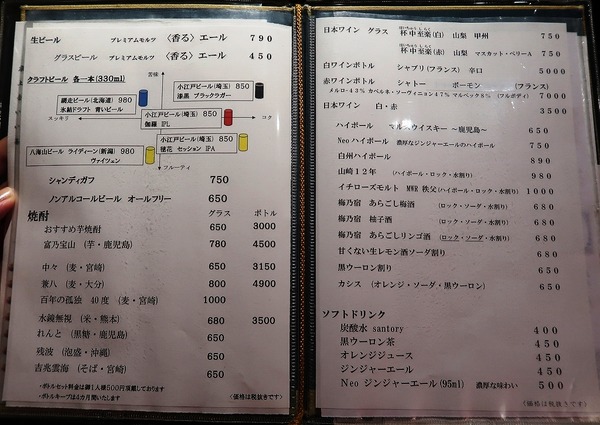 生ビール プレミアムモルツ 〈香る〉エール 790
グラスビール プレミアムモルツ 〈香る〉エール 450
クラフトビール 各一本(330ml)
苦味
網走ビール(北海道) 980
流氷ドラフト 青いビール
小江戸ビール(埼玉) 850
漆黒 ブラックラガー
スッキリ
コク
小江戸ビール(埼玉) 850
伽羅 IPL
小江戸ビール(埼玉) 850
毬花 セッション IPA
八海山ビール ライディーン(新潟) 980
ヴァイツェン
フルーティ
シャンディガフ 750
ノンアルコールビール オールフリー 650
焼酎 グラス ボトル
おすすめ芋焼酎 650 3000
富乃宝山 (芋・鹿児島) 780 4500
中々 (麦・宮崎) 650 3150
兼八 (麦・大分) 800 4900
百年の孤独 40度 (麦・宮崎) 1000
水鏡無私 (米・熊本) 680 3500
れんと (黒糖・鹿児島) 650
残波 (泡盛・沖縄) 650
吉兆雲海 (そば・宮崎) 650
・ボトルセット料金は御1人様500円頂戴しております
・ボトルキープは4カ月間いたします
〈価格は税抜きです〉
日本ワイン グラス 杯中至楽(白) 山梨 甲州 750
杯中至楽(赤) 山梨 マスカット・ベリーA 750
白ワインボトル シャブリ(フランス) 辛口 5000
赤ワインボトル シャトー ボーモン (フランス)
メルロ・43% カベルネ・ソーヴィニオン47% マルベック8% (フルボディ) 7000
日本ワイン 白・赤 3500
ハイボール マルスウイスキー ～鹿児島～ 650
Neo ハイボール 濃厚なジンジャーエールのハイボール 750
白州ハイボール 890
山崎12年 (ハイボール・ロック・水割) 980
イチローズモルト MWR 秩父(ハイボール・ロック・水割り) 1000
梅乃宿 あらごし梅酒 (ロック・ソーダ・水割り) 680
梅乃宿 柚子酒 (ロック・ソーダ・水割り) 680
梅乃宿 あらごしリンゴ酒 (ロック・ソーダ・水割り) 680
甘くない生レモン酒ソーダ割り 680
黒ウーロン割り 650
カシス (オレンジ・ソーダ・黒ウーロン) 650
ソフトドリンク
炭酸水 santory 400
黒ウーロン茶 450
オレンジジュース 450
ジンジャーエール 450
Neo ジンジャーエール(95ml) 濃厚な味わい 500
〈価格は税抜きです〉